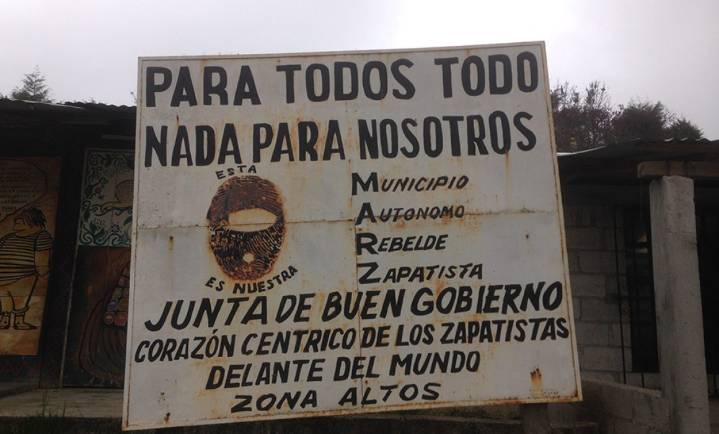 PARA TODOS TODO
NADA PARA NOSOTROS
ESTA
ES NUESTRA
MUNICIPIO
AUTONOMO
REBELDE
ZAPATISTA
JUNTA DE BUEN GOBIERNO
CORAZÓN CENTRICO DE LOS ZAPATISTAS
DELANTE DEL MUNDO
ZONA ALTOS